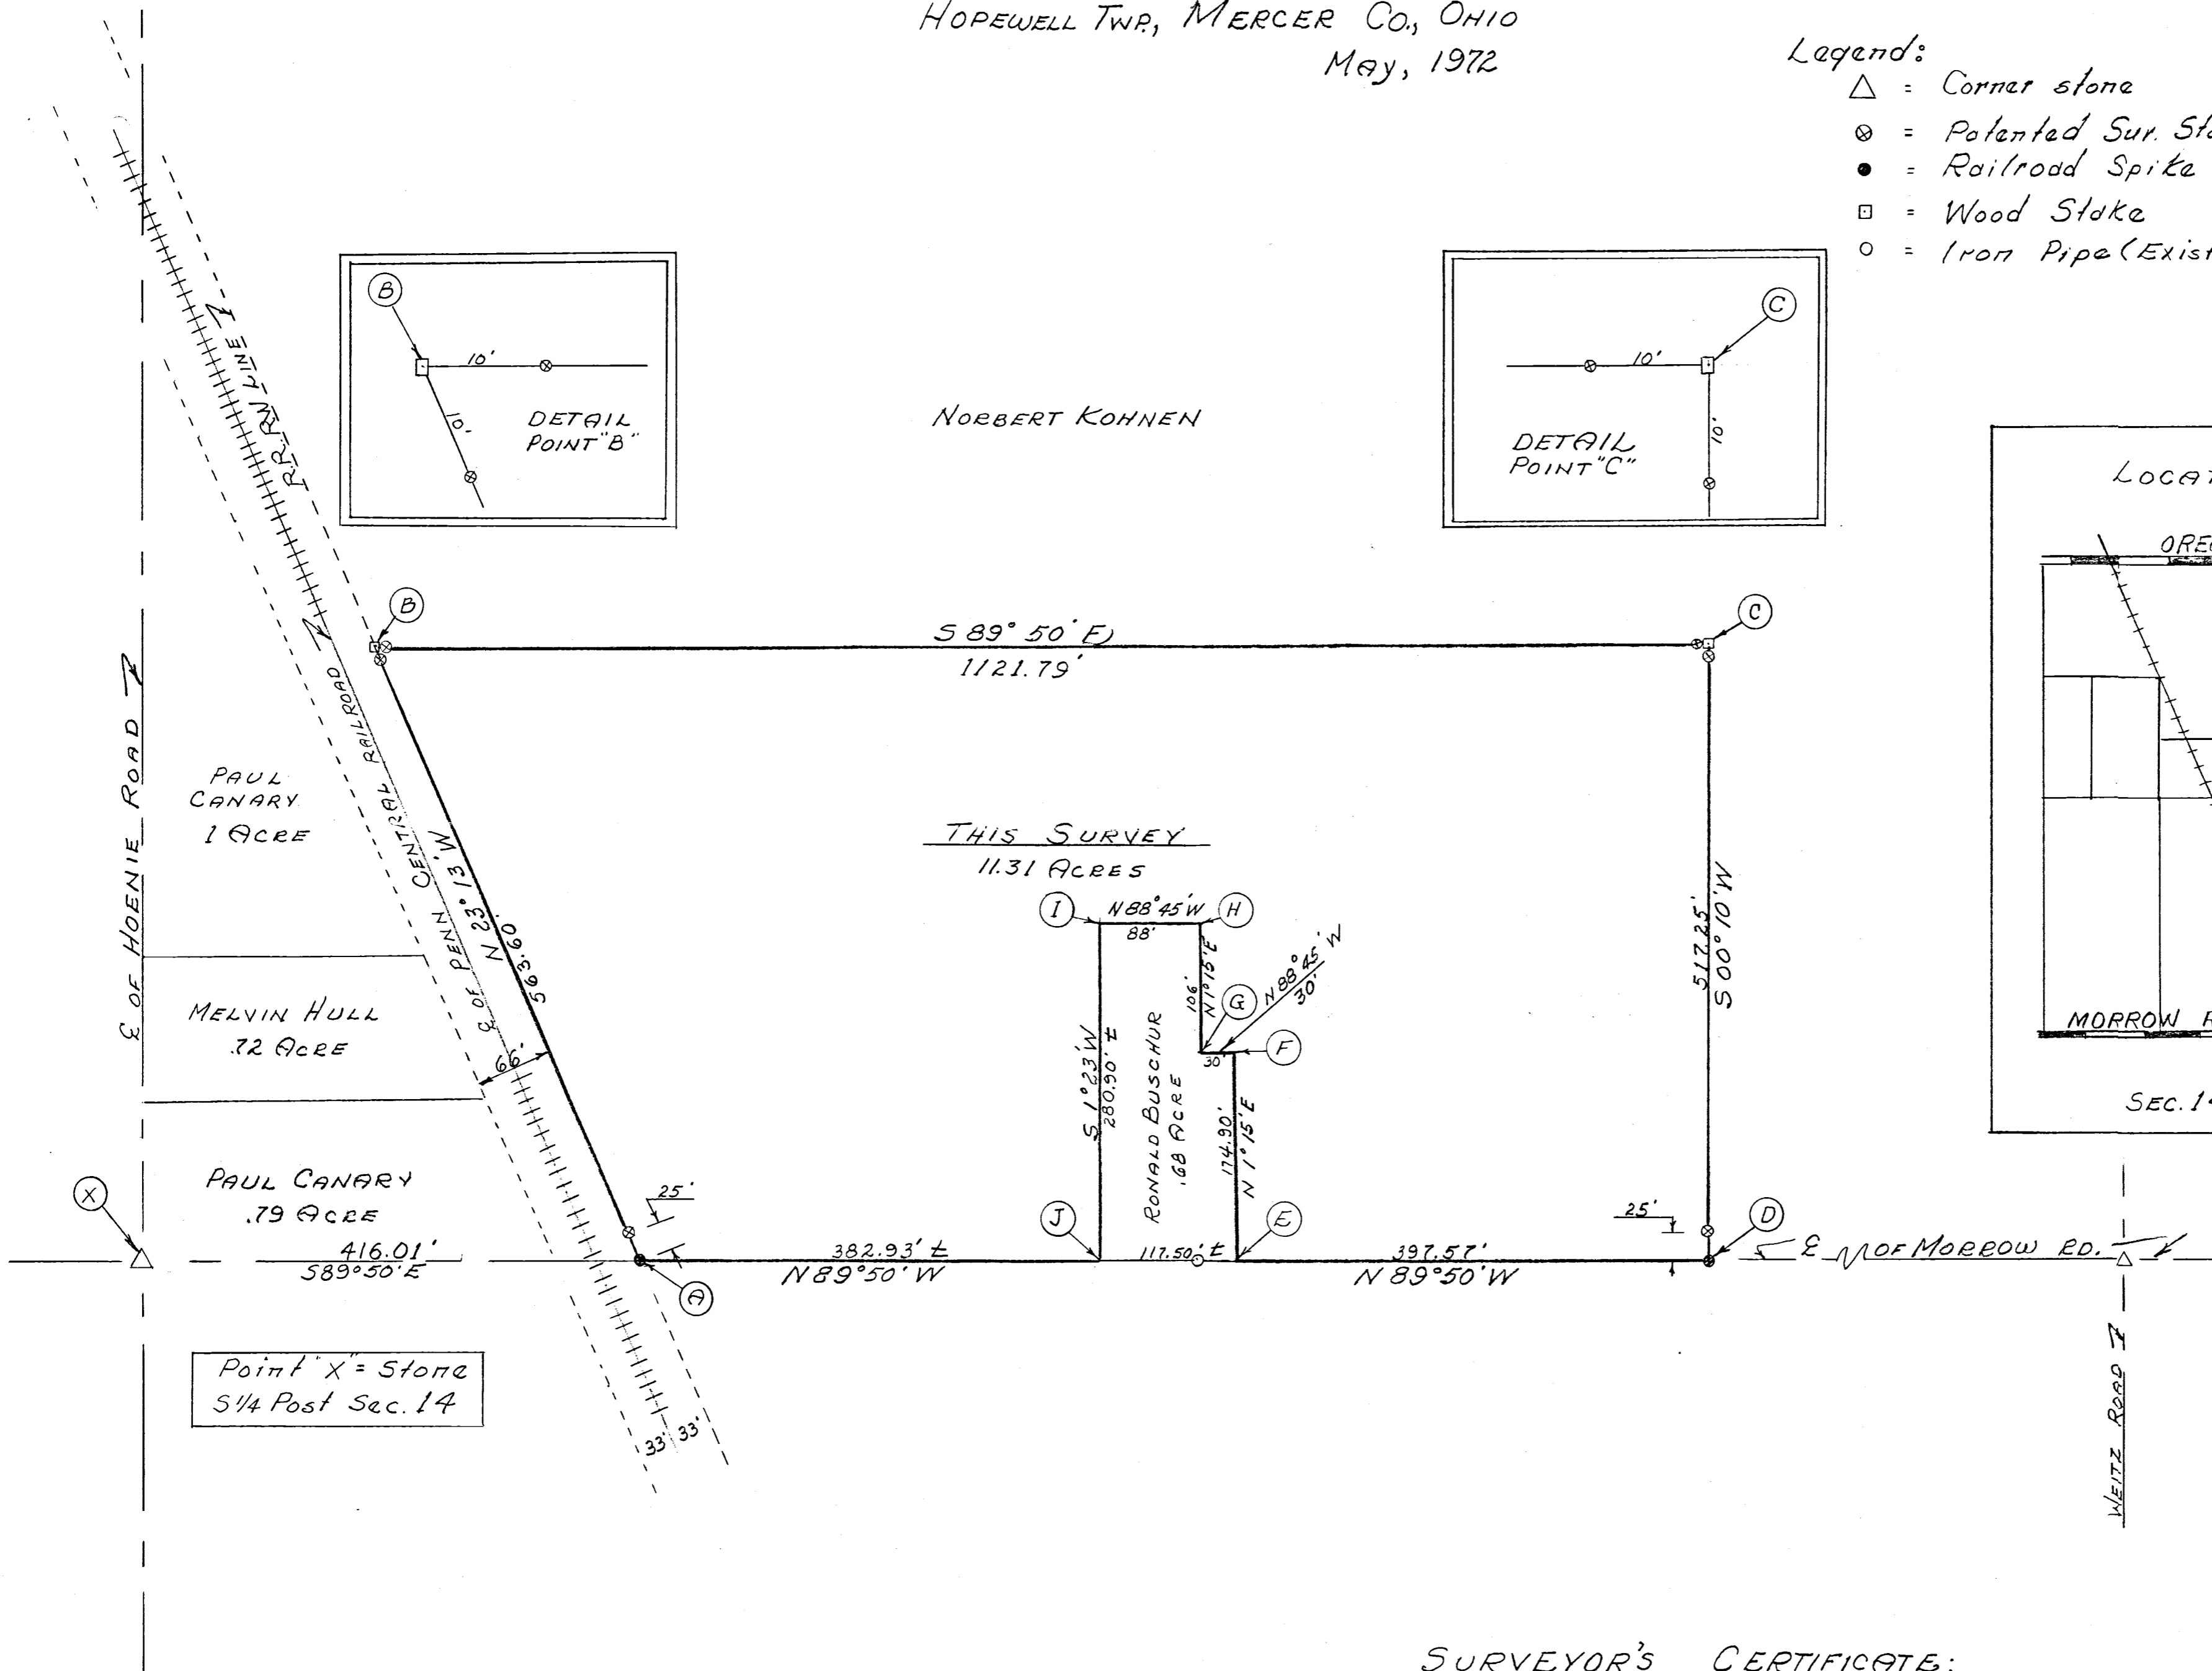 HOPEWELL TWP., MERCER CO., OHIO
MAY, 1972
Legend:
△ = Corner stone
⊗ = Patented Sur.
● = Railroad Spike
⊡ = Wood Stake
○ = Iron Pipe
B
10'
10'
DETAIL
POINT "B"
C
10'
10'
DETAIL
POINT "C"
NORBERT KOHNEN
R.R. R/W LINE
SEC. 14
MORROW
B
C
S 89° 50' E
1121.79'
℄ OF HOENIE ROAD
PAUL
CANARY
1 ACRE
℄ OF PENN CENTRAL RAILROAD
N 23° 13' W
563.60'
THIS SURVEY
11.31 ACRES
I
N 88° 45' W
88'
H
106'
N 1° 15' E
G
N 88° 45' W
30'
30'
F
S 1° 23' W
280.90' ±
RONALD BUSCHUR
.68 ACRE
174.90'
N 1° 15' E
517.25'
S 00° 10' W
MELVIN HULL
.72 ACRE
66'
PAUL CANARY
.79 ACRE
X
416.01'
S 89° 50' E
25'
A
382.93' ±
N 89° 50' W
J
117.50' ±
E
397.57'
N 89° 50' W
25'
D
℄ OF MORROW RD.
WEITZ ROAD
Point "X" = Stone
S 1/4 Post Sec. 14
33' 33'
SURVEYOR'S CERTIFICATE: